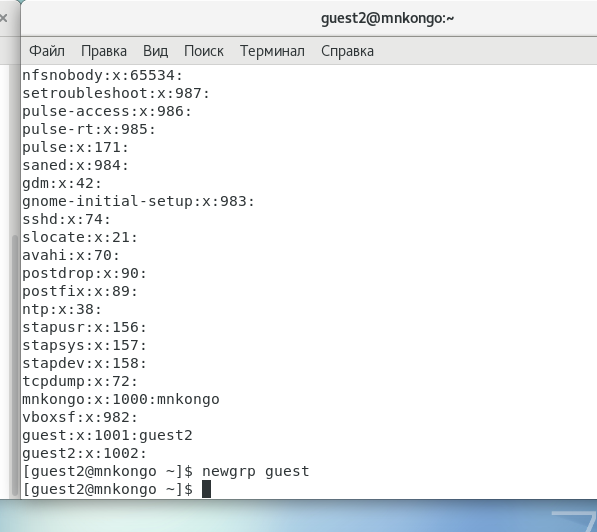 guest2@mnkongo:~
Файл Правка Вид Поиск Терминал Справка
nfsnobody:x:65534:
setroubleshoot:x:987:
pulse-access:x:986:
pulse-rt:x:985:
pulse:x:171:
saned:x:984:
gdm:x:42:
gnome-initial-setup:x:983:
sshd:x:74:
slocate:x:21:
avahi:x:70:
postdrop:x:90:
postfix:x:89:
ntp:x:38:
stapusr:x:156:
stapsys:x:157:
stapdev:x:158:
tcpdump:x:72:
mnkongo:x:1000:mnkongo
vboxsf:x:982:
guest:x:1001:guest2
guest2:x:1002:
[guest2@mnkongo ~]$ newgrp guest
[guest2@mnkongo ~]$